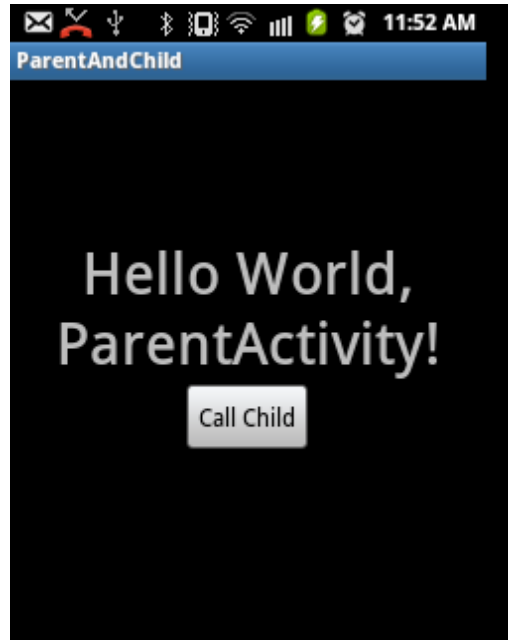 11:52 AM
ParentAndChild
Hello World,
ParentActivity!
Call Child